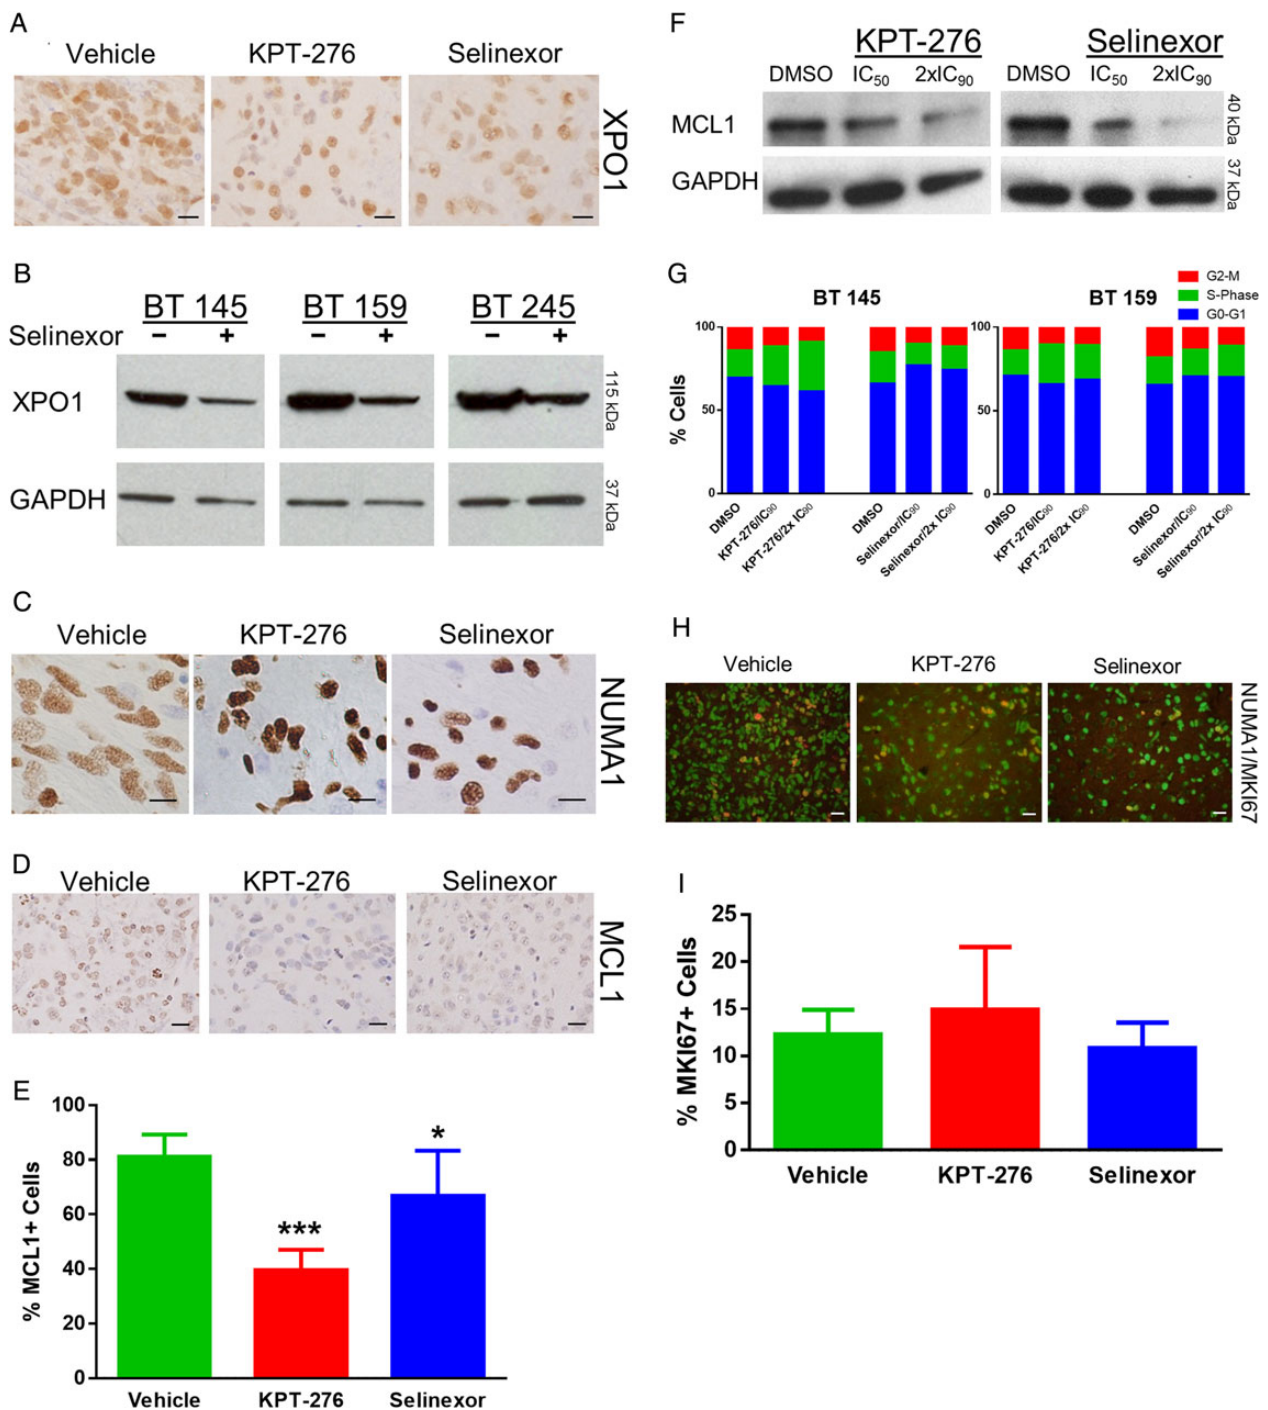 A
Vehicle KPT-276 Selinexor
XPO1
B
BT 145 BT 159 BT 245
Selinexor − + − + − +
XPO1
115 kDa
GAPDH
37 kDa
C
Vehicle KPT-276 Selinexor
NUMA1
D
Vehicle KPT-276 Selinexor
MCL1
E
% MCL1+ Cells
100
80
60
40
20
0
***
*
Vehicle KPT-276 Selinexor
F
KPT-276 Selinexor
DMSO IC50 2xIC90 DMSO IC50 2xIC90
MCL1
40 kDa
GAPDH
37 kDa
G
G2-M
S-Phase
G0-G1
BT 145 BT 159
% Cells
100
50
0
100
50
0
DMSO
KPT-276/IC90
KPT-276/2x IC90
DMSO
Selinexor/IC90
Selinexor/2x IC90
DMSO
KPT-276/IC90
KPT-276/2x IC90
DMSO
Selinexor/IC90
Selinexor/2x IC90
H
Vehicle KPT-276 Selinexor
NUMA1/MKI67
I
% MKI67+ Cells
25
20
15
10
5
0
Vehicle KPT-276 Selinexor